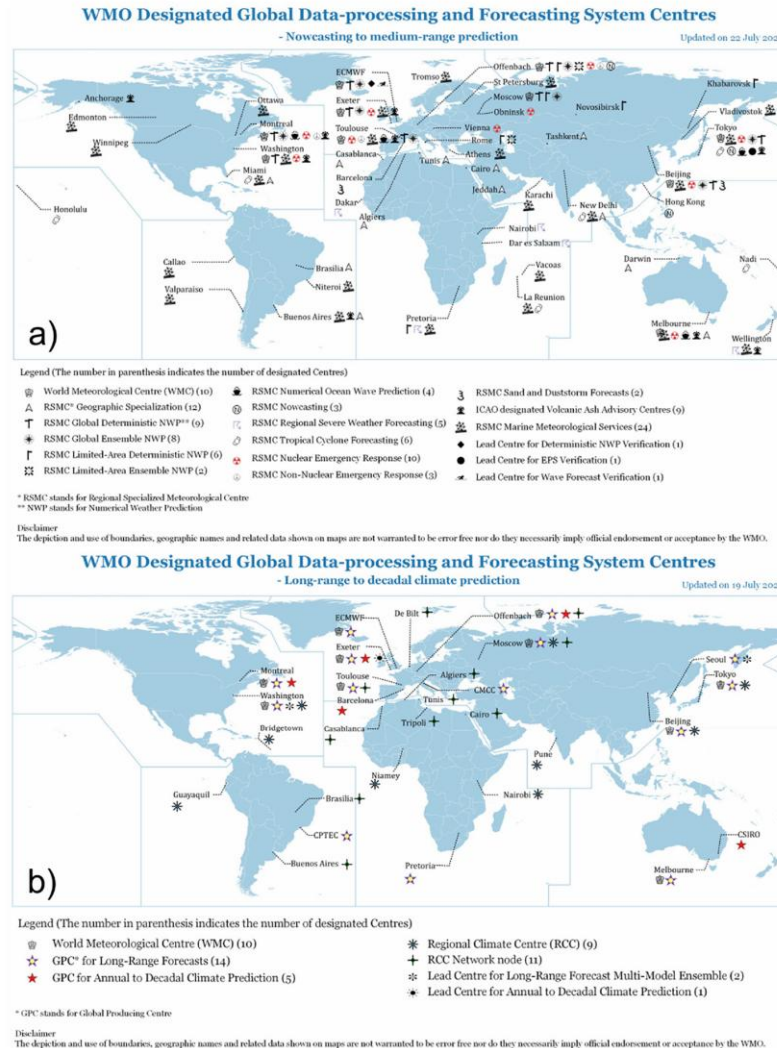 WMO Designated Global Data-processing and Forecasting System Centres
- Nowcasting to medium-range prediction
Updated on 22 July 202
Anchorage
Edmonton
Winnipeg
Ottawa
Montreal
Washington
Miami
Honolulu
Callao
Valparaiso
Brasilia
Niteroi
Buenos Aires
ECMWF
Exeter
Toulouse
Casablanca
Barcelona
Dakar
Algiers
Tromso
Offenbach
St Petersburg
Moscow
Obninsk
Vienna
Rome
Athens
Tunis
Cairo
Jeddah
Karachi
Nairobi
Dar es Salaam
Vacoas
La Reunion
Pretoria
Novosibirsk
Tashkent
New Delhi
Khabarovsk
Vladivostok
Tokyo
Beijing
Hong Kong
Darwin
Nadi
Melbourne
Wellington
a)
Legend (The number in parenthesis indicates the number of designated Centres)
World Meteorological Centre (WMC) (10)
RSMC* Geographic Specialization (12)
RSMC Global Deterministic NWP** (9)
RSMC Global Ensemble NWP (8)
RSMC Limited-Area Deterministic NWP (6)
RSMC Limited-Area Ensemble NWP (2)
RSMC Numerical Ocean Wave Prediction (4)
RSMC Nowcasting (3)
RSMC Regional Severe Weather Forecasting (5)
RSMC Tropical Cyclone Forecasting (6)
RSMC Nuclear Emergency Response (10)
RSMC Non-Nuclear Emergency Response (3)
RSMC Sand and Duststorm Forecasts (2)
ICAO designated Volcanic Ash Advisory Centres (9)
RSMC Marine Meteorological Services (24)
Lead Centre for Deterministic NWP Verification (1)
Lead Centre for EPS Verification (1)
Lead Centre for Wave Forecast Verification (1)
* RSMC stands for Regional Specialized Meteorological Centre
** NWP stands for Numerical Weather Prediction
Disclaimer
The depiction and use of boundaries, geographic names and related data shown on maps are not warranted to be error free nor do they necessarily imply official endorsement or acceptance by the WMO.
WMO Designated Global Data-processing and Forecasting System Centres
- Long-range to decadal climate prediction
Updated on 19 July 202
Montreal
Washington
Bridgetown
Guayaquil
Brasilia
CPTEC
Buenos Aires
ECMWF
Exeter
Toulouse
Barcelona
Casablanca
De Bilt
Offenbach
Moscow
Algiers
CMCC
Tunis
Tripoli
Cairo
Niamey
Nairobi
Pretoria
Pune
Seoul
Tokyo
Beijing
CSIRO
Melbourne
b)
Legend (The number in parenthesis indicates the number of designated Centres)
World Meteorological Centre (WMC) (10)
GPC* for Long-Range Forecasts (14)
GPC for Annual to Decadal Climate Prediction (5)
Regional Climate Centre (RCC) (9)
RCC Network node (11)
Lead Centre for Long-Range Forecast Multi-Model Ensemble (2)
Lead Centre for Annual to Decadal Climate Prediction (1)
* GPC stands for Global Producing Centre
Disclaimer
The depiction and use of boundaries, geographic names and related data shown on maps are not warranted to be error free nor do they necessarily imply official endorsement or acceptance by the WMO.